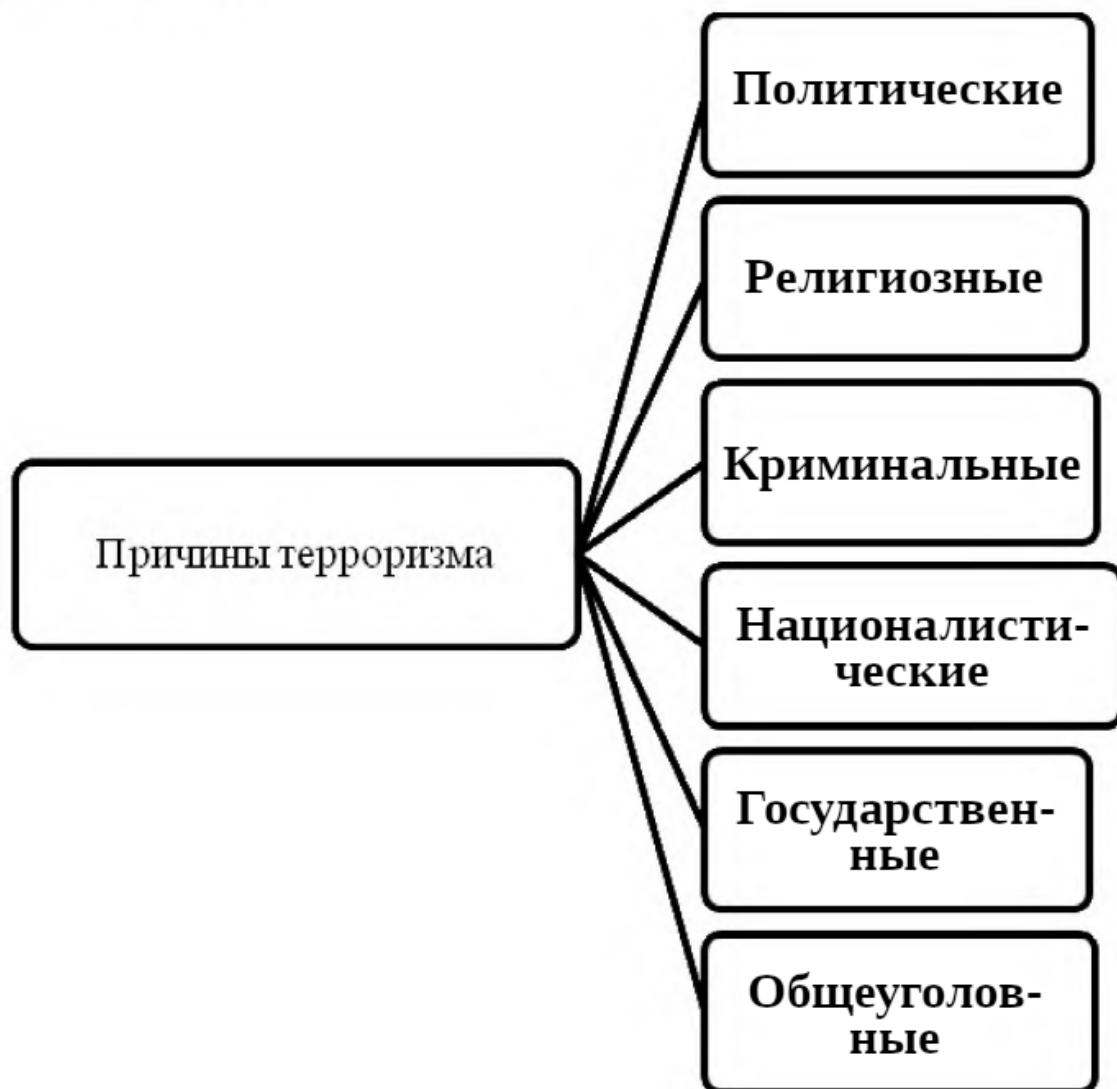 Политические
Религиозные
Криминальные
Причины терроризма
Националисти-
ческие
Государствен-
ные
Общеуголов-
ные